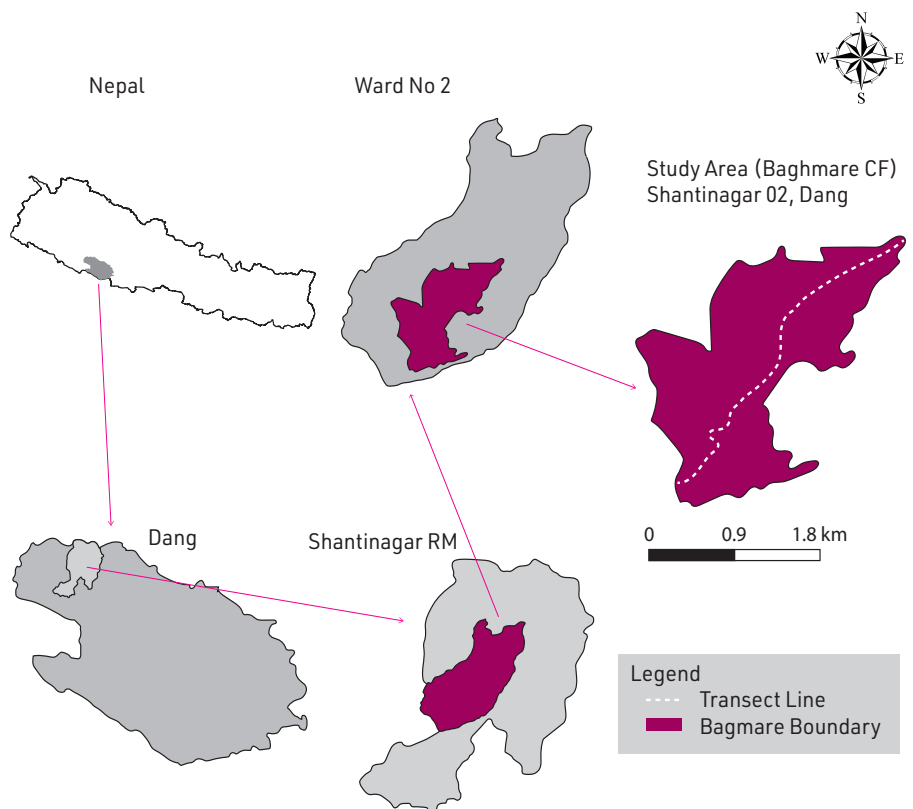 N
W E
S
Nepal
Ward No 2
Study Area (Baghmare CF)
Shantinagar 02, Dang
0 0.9 1.8 km
Dang
Shantinagar RM
Legend
Transect Line
Bagmare Boundary